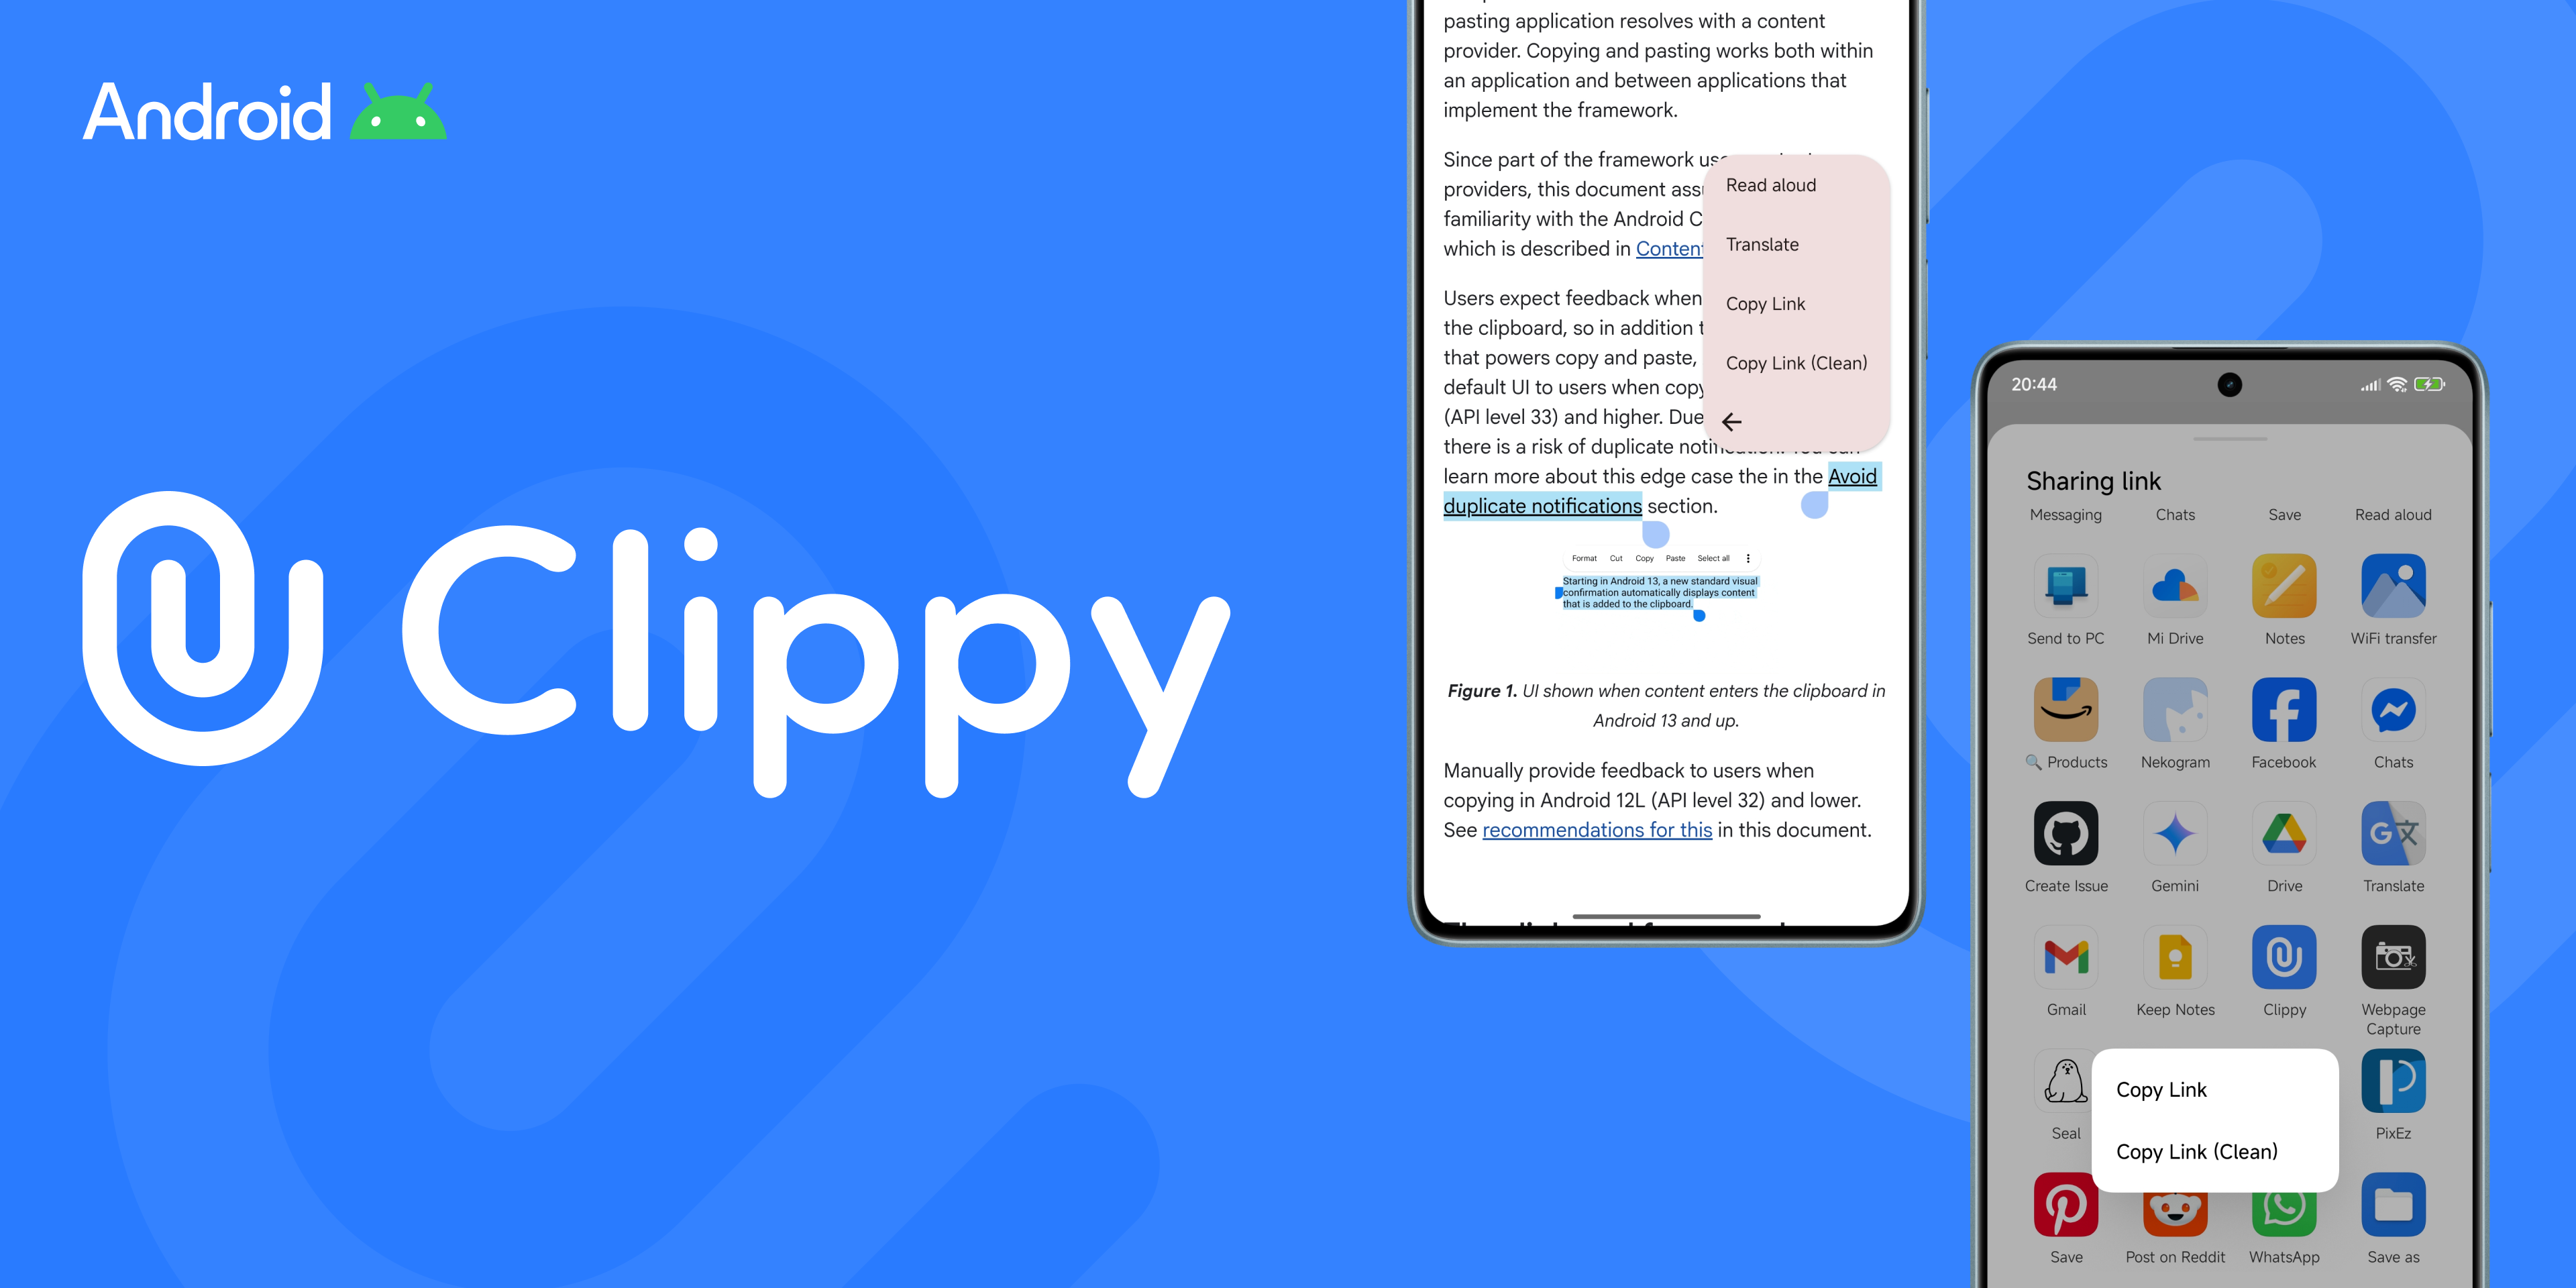 Android
Clippy
pasting application resolves with a content
provider. Copying and pasting works both within
an application and between applications that
implement the framework.
Since part of the framework
providers, this document
familiarity with the Android
which is described in Content
Users expect feedback when
the clipboard, so in addition
that powers copy and paste,
default UI to users when
(API level 33) and higher. Due
there is a risk of duplicate
learn more about this edge case the in the Avoid
duplicate notifications section.
Read aloud
Translate
Copy Link
Copy Link (Clean)
Format Cut Copy Paste Select all
Starting in Android 13, a new standard visual
confirmation automatically displays content
that is added to the clipboard.
Figure 1. UI shown when content enters the clipboard in
Android 13 and up.
Manually provide feedback to users when
copying in Android 12L (API level 32) and lower.
See recommendations for this in this document.
20:44
Sharing link
Messaging Chats Save Read aloud
Send to PC Mi Drive Notes WiFi transfer
Products Nekogram Facebook Chats
Create Issue Gemini Drive Translate
Gmail Keep Notes Clippy Webpage
Capture
Seal PixEz
Copy Link
Copy Link (Clean)
Save Post on Reddit WhatsApp Save as